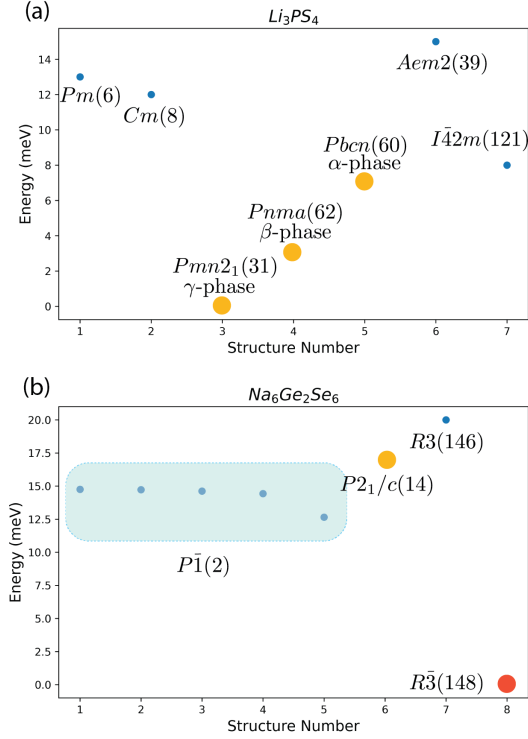 (a)
Li₃PS₄
Energy (meV)
14
12
10
8
6
4
2
0
Pm(6)
Cm(8)
Pmn2₁(31)
γ-phase
Pnma(62)
β-phase
Pbcn(60)
α-phase
Aem2(39)
I4̄2m(121)
1 2 3 4 5 6 7
Structure Number
(b)
Na₆Ge₂Se₆
Energy (meV)
20.0
17.5
15.0
12.5
10.0
7.5
5.0
2.5
0.0
P1̄(2)
P2₁/c(14)
R3(146)
R3̄(148)
1 2 3 4 5 6 7 8
Structure Number